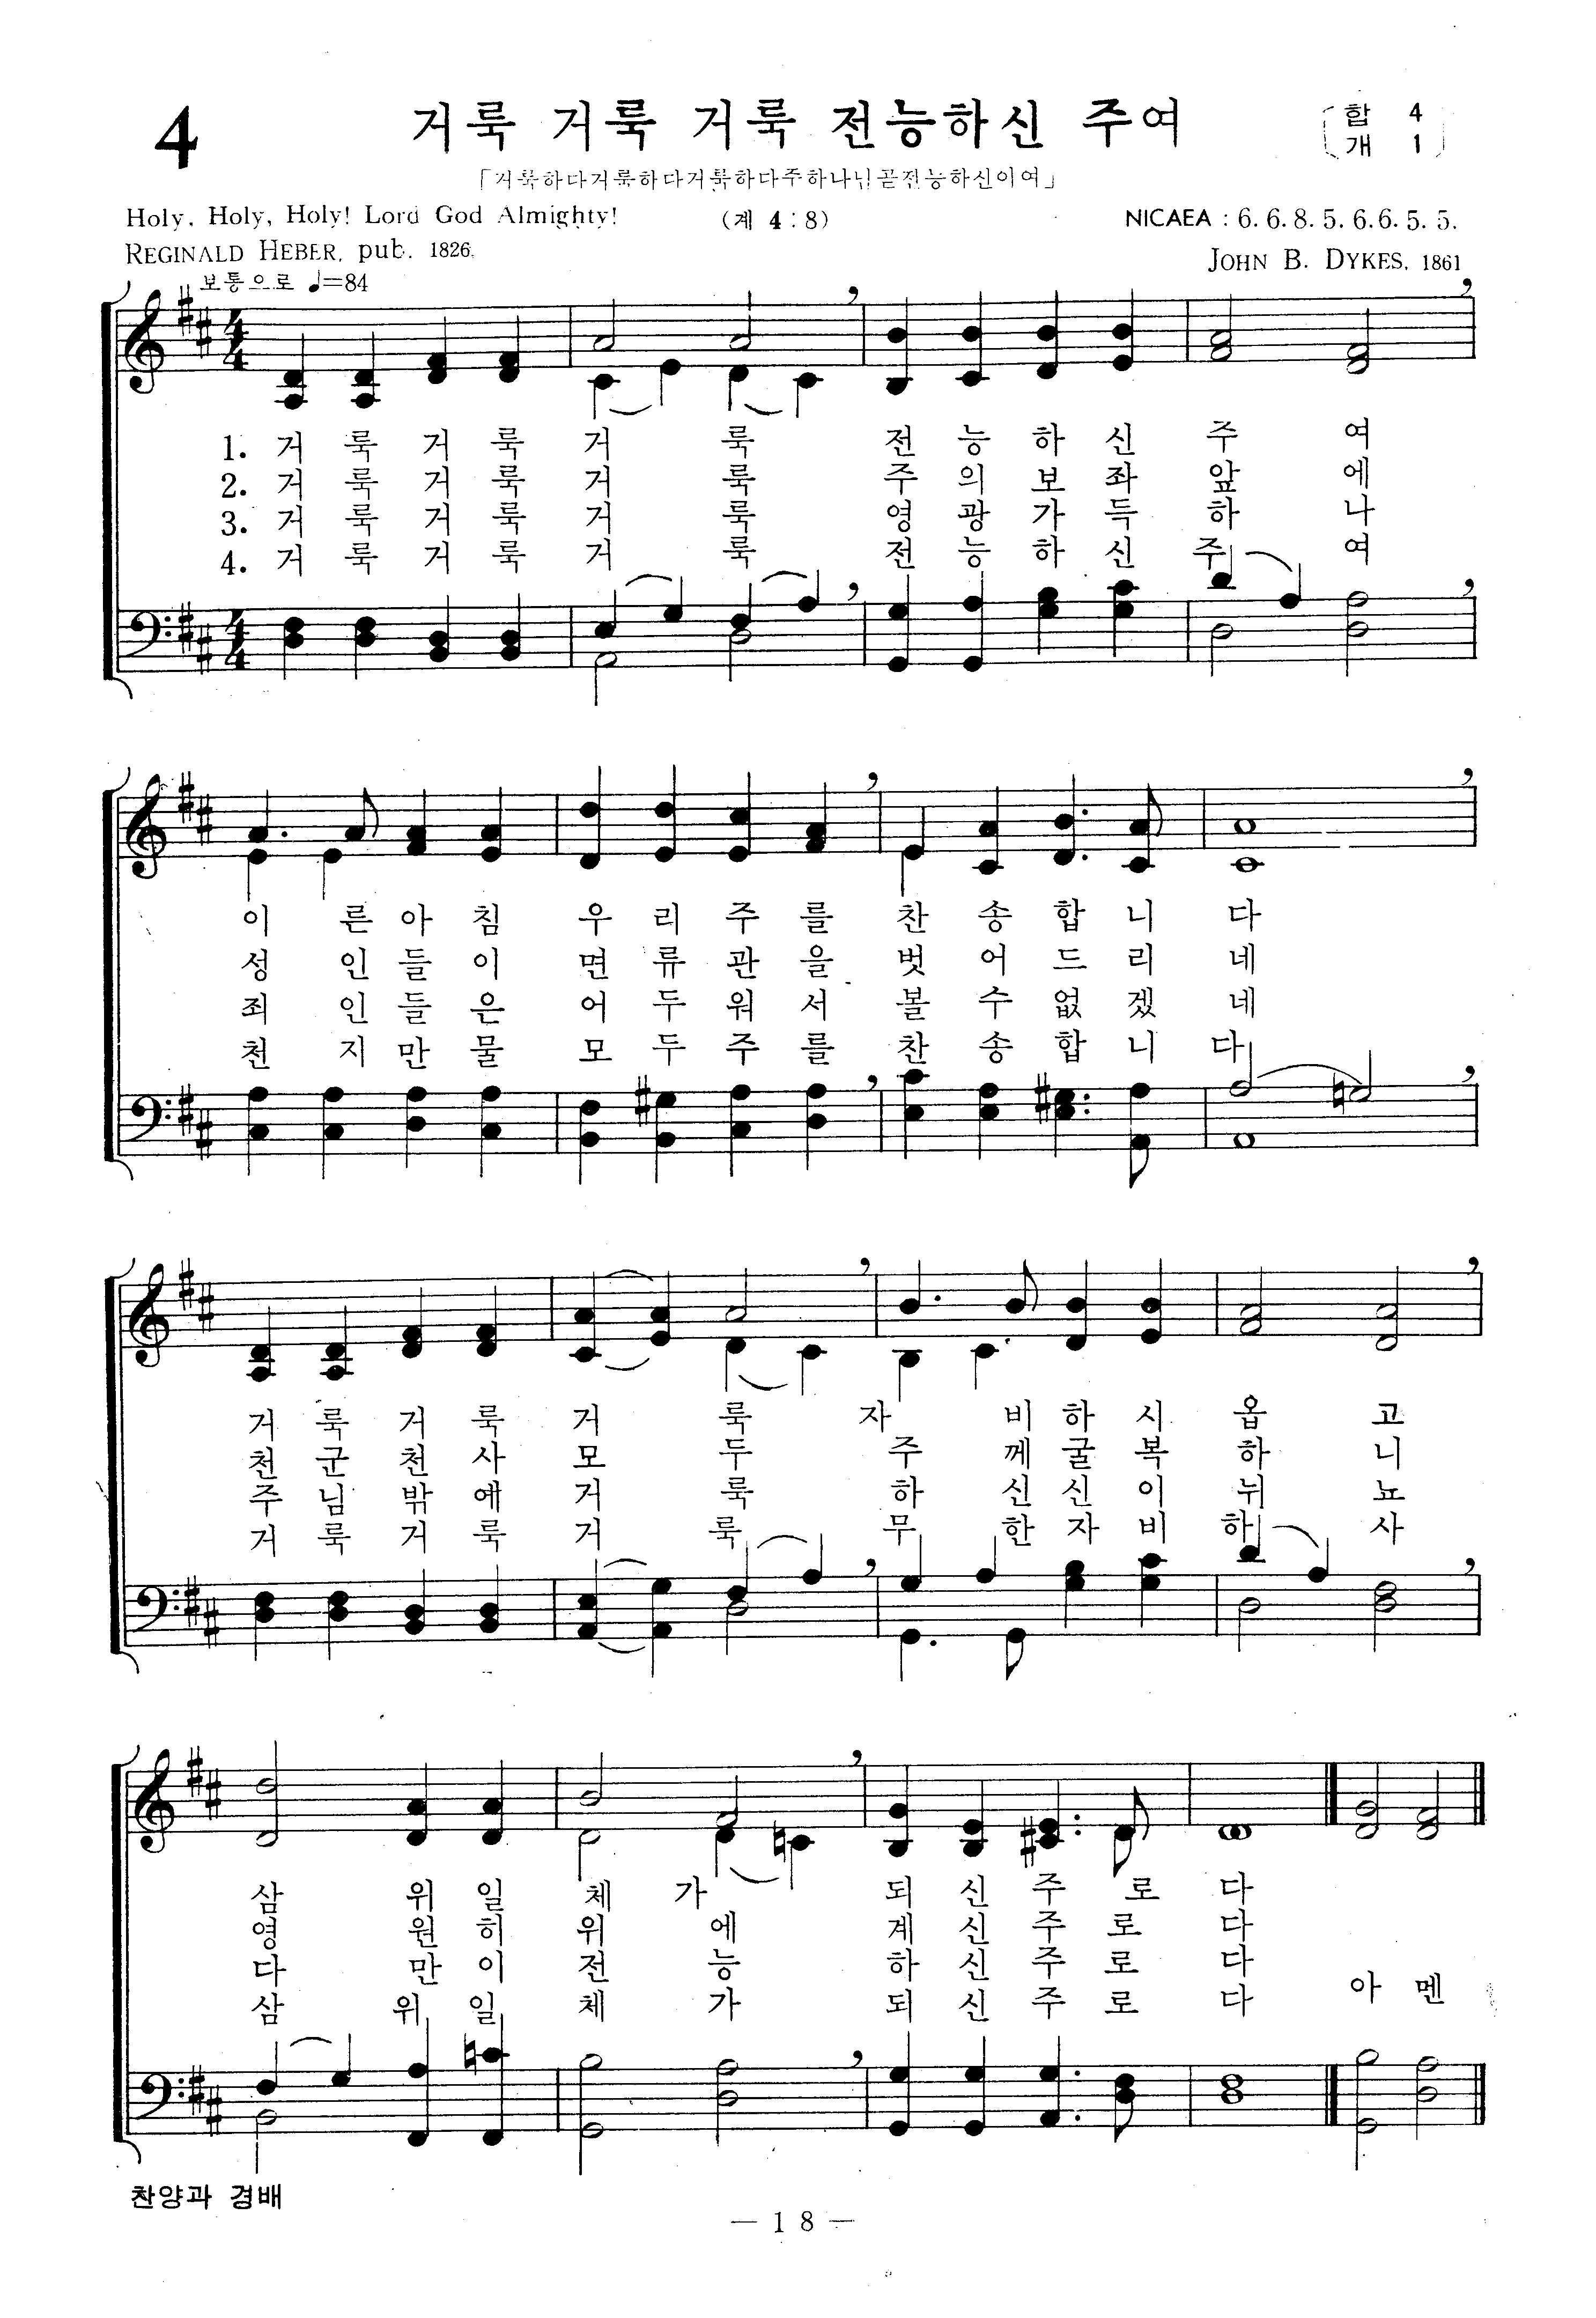 4
거룩 거룩 거룩 전능하신 주여
합 4
개 1
「거룩하다거룩하다거룩하다주하나님곧전능하신이여」
Holy, Holy, Holy! Lord God Almighty!
(계 4 : 8)
NICAEA : 6. 6. 8. 5. 6. 6. 5. 5.
REGINALD HEBER, pub. 1826.
JOHN B. DYKES, 1861
보통으로 ♩=84
1. 거 룩 거 룩 거 룩 전 능 하 신 주 여
2. 거 룩 거 룩 거 룩 주 의 보 좌 앞 에
3. 거 룩 거 룩 거 룩 영 광 가 득 하 나
4. 거 룩 거 룩 거 룩 전 능 하 신 주 여
이 른 아 침 우 리 주 를 찬 송 합 니 다
성 인 들 이 면 류 관 을 벗 어 드 리 네
죄 인 들 은 어 두 워 서 볼 수 없 겠 네
천 지 만 물 모 두 주 를 찬 송 합 니 다
거 룩 거 룩 거 룩 자 비 하 시 옵 고
천 군 천 사 모 두 주 께 굴 복 하 니
주 님 밖 에 거 룩 하 신 신 이 뉘 뇨
거 룩 거 룩 거 룩 무 한 자 비 하 사
삼 위 일 체 가 되 신 주 로 다
영 원 히 위 에 계 신 주 로 다
다 만 이 전 능 하 신 주 로 다
삼 위 일 체 가 되 신 주 로 다 아 멘
찬양과 경배
— 18 —